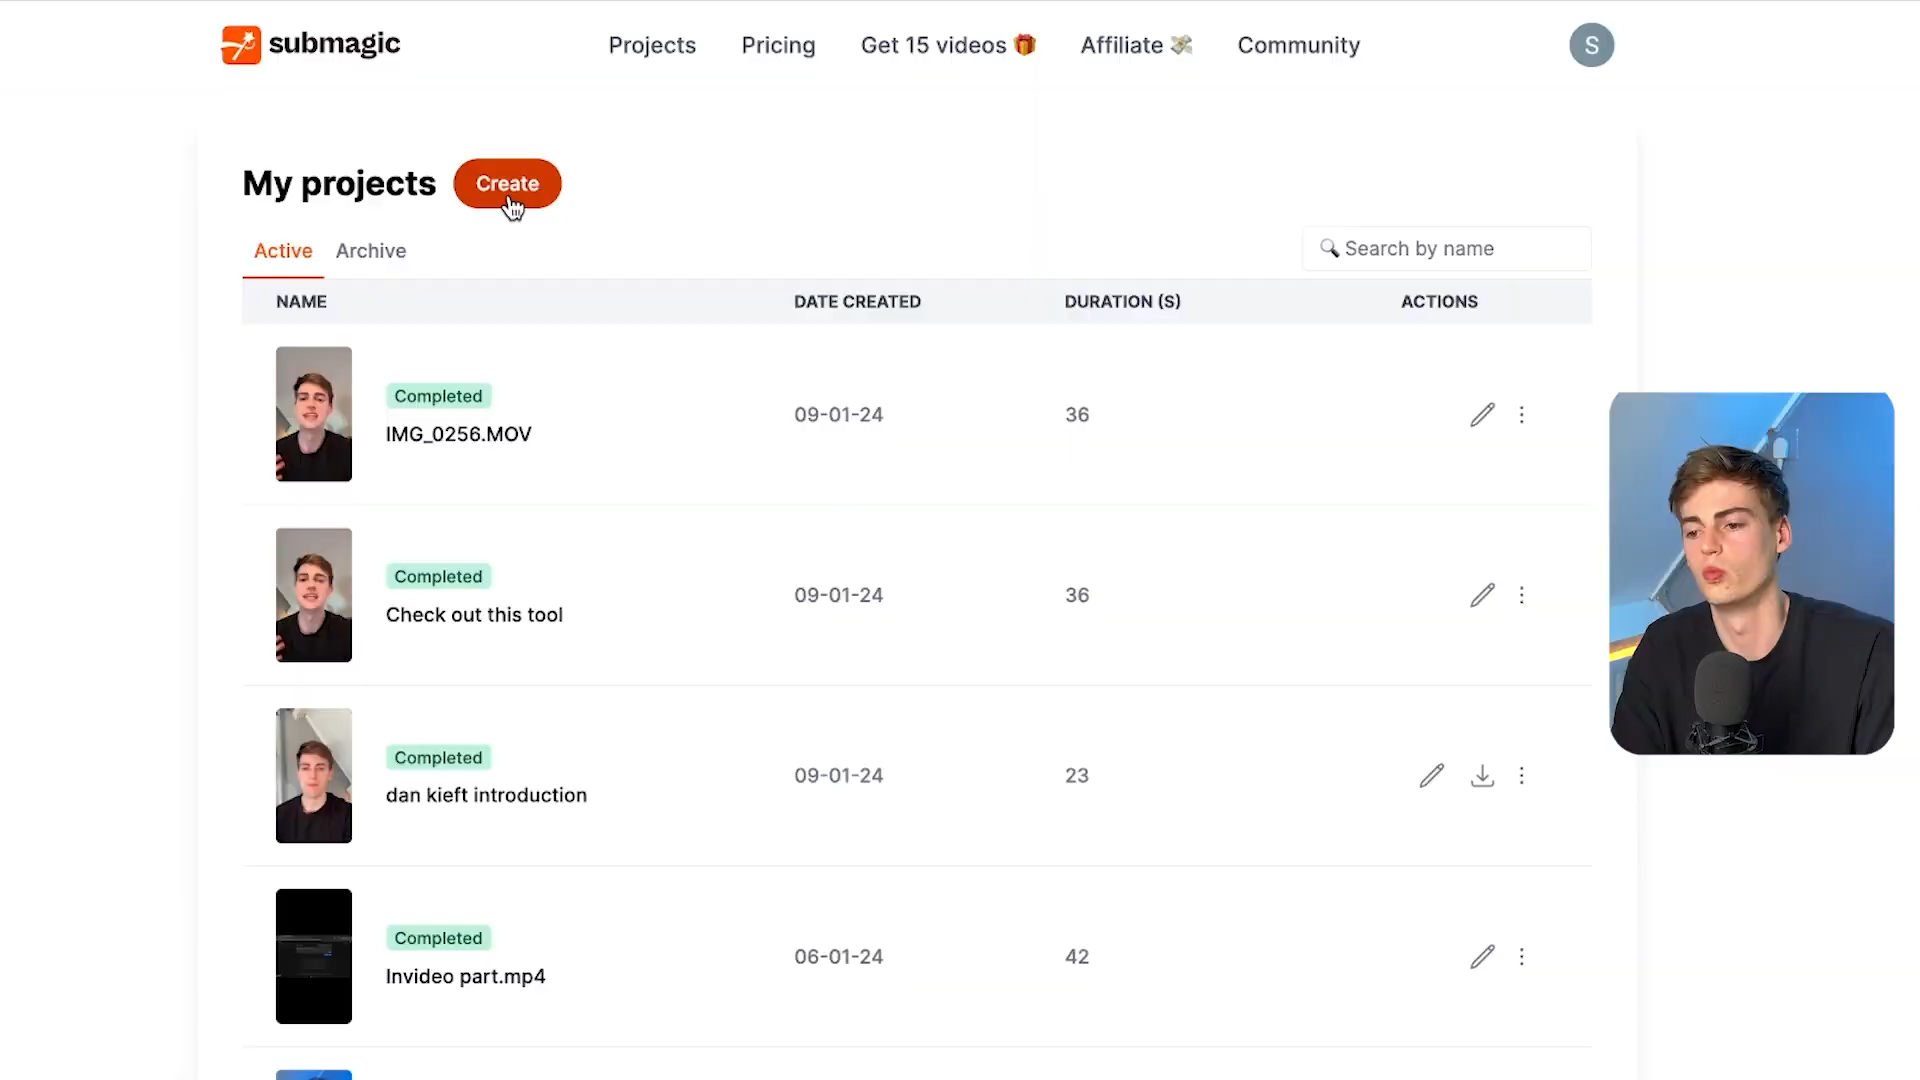 submagic
Projects
Pricing
Get 15 videos 🎁
Affiliate 💸
Community
S
My projects
Create
Active
Archive
🔍 Search by name
NAME
DATE CREATED
DURATION (S)
ACTIONS
Completed
IMG_0256.MOV
09-01-24
36
Completed
Check out this tool
09-01-24
36
Completed
dan kieft introduction
09-01-24
23
Completed
Invideo part.mp4
06-01-24
42